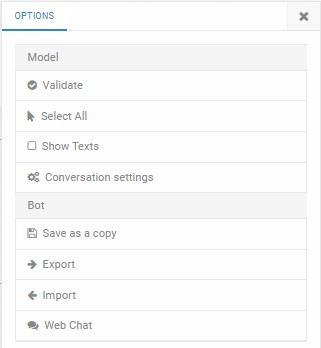 OPTIONS
Model
Validate
Select All
Show Texts
Conversation settings
Bot
Save as a copy
Export
Import
Web Chat